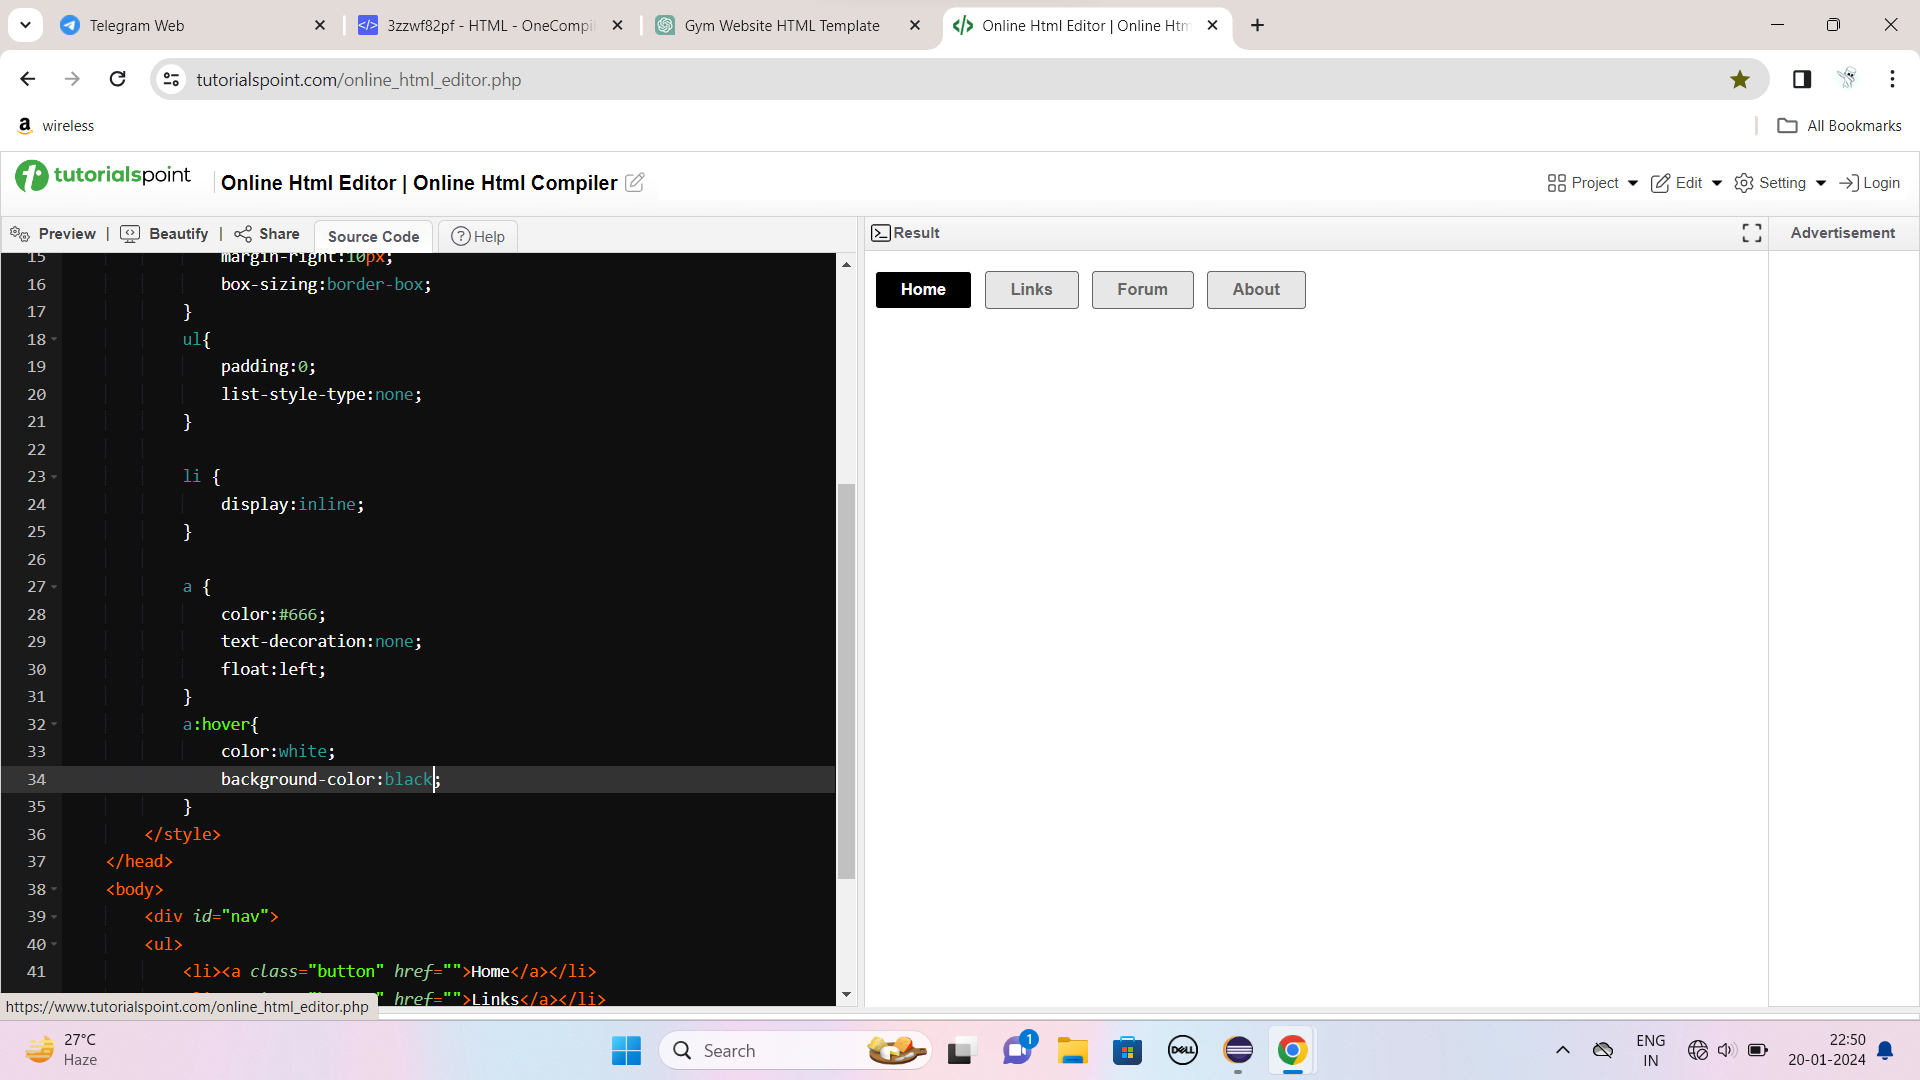 Telegram Web
3zzwf82pf - HTML - OneCompil
Gym Website HTML Template
Online Html Editor | Online Htm
tutorialspoint.com/online_html_editor.php
a wireless
All Bookmarks
tutorialspoint
Online Html Editor | Online Html Compiler
Project
Edit
Setting
Login
Preview | Beautify | Share
Source Code
Help
Result
Advertisement
15 margin-right:10px;
16 box-sizing:border-box;
17 }
18 ul{
19 padding:0;
20 list-style-type:none;
21 }
22
23 li {
24 display:inline;
25 }
26
27 a {
28 color:#666;
29 text-decoration:none;
30 float:left;
31 }
32 a:hover{
33 color:white;
34 background-color:black;
35 }
36 </style>
37 </head>
38 <body>
39 <div id="nav">
40 <ul>
41 <li><a class="button" href="">Home</a></li>
" href="">Links</a></li>
https://www.tutorialspoint.com/online_html_editor.php
Home Links Forum About
27°C
Haze
Search
1
DELL
ENG
IN
22:50
20-01-2024